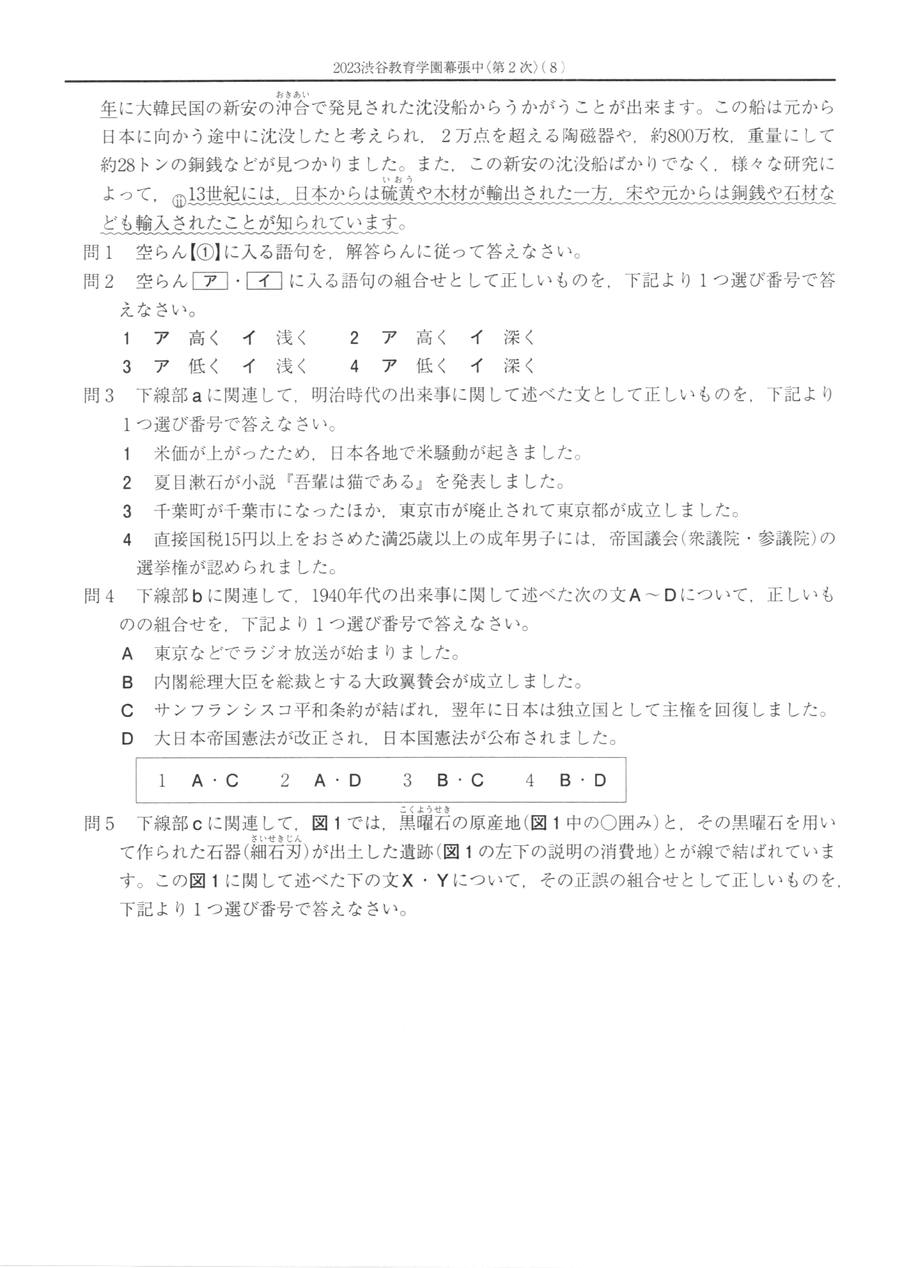 2023渋谷教育学園幕張中〈第2次〉(8)
年に大韓民国の新安の沖合で発見された沈没船からうかがうことが出来ます。この船は元から
日本に向かう途中に沈没したと考えられ，2万点を超える陶磁器や，約800万枚，重量にして
約28トンの銅銭などが見つかりました。また，この新安の沈没船ばかりでなく，様々な研究に
よって，⑪13世紀には，日本からは硫黄や木材が輸出された一方，宋や元からは銅銭や石材な
ども輸入されたことが知られています。
問1 空らん【①】に入る語句を，解答らんに従って答えなさい。
問2 空らん ア ・ イ に入る語句の組合せとして正しいものを，下記より1つ選び番号で答
えなさい。
1 ア 高く イ 浅く 2 ア 高く イ 深く
3 ア 低く イ 浅く 4 ア 低く イ 深く
問3 下線部aに関連して，明治時代の出来事に関して述べた文として正しいものを，下記より
1つ選び番号で答えなさい。
1 米価が上がったため，日本各地で米騒動が起きました。
2 夏目漱石が小説『吾輩は猫である』を発表しました。
3 千葉町が千葉市になったほか，東京市が廃止されて東京都が成立しました。
4 直接国税15円以上をおさめた満25歳以上の成年男子には，帝国議会(衆議院・参議院)の
選挙権が認められました。
問4 下線部bに関連して，1940年代の出来事に関して述べた次の文A～Dについて，正しいも
のの組合せを，下記より1つ選び番号で答えなさい。
A 東京などでラジオ放送が始まりました。
B 内閣総理大臣を総裁とする大政翼賛会が成立しました。
C サンフランシスコ平和条約が結ばれ，翌年に日本は独立国として主権を回復しました。
D 大日本帝国憲法が改正され，日本国憲法が公布されました。
1 A・C 2 A・D 3 B・C 4 B・D
問5 下線部cに関連して，図1では，黒曜石の原産地(図1中の〇囲み)と，その黒曜石を用い
て作られた石器(細石刃)が出土した遺跡(図1の左下の説明の消費地)とが線で結ばれていま
す。この図1に関して述べた下の文X・Yについて，その正誤の組合せとして正しいものを，
下記より1つ選び番号で答えなさい。